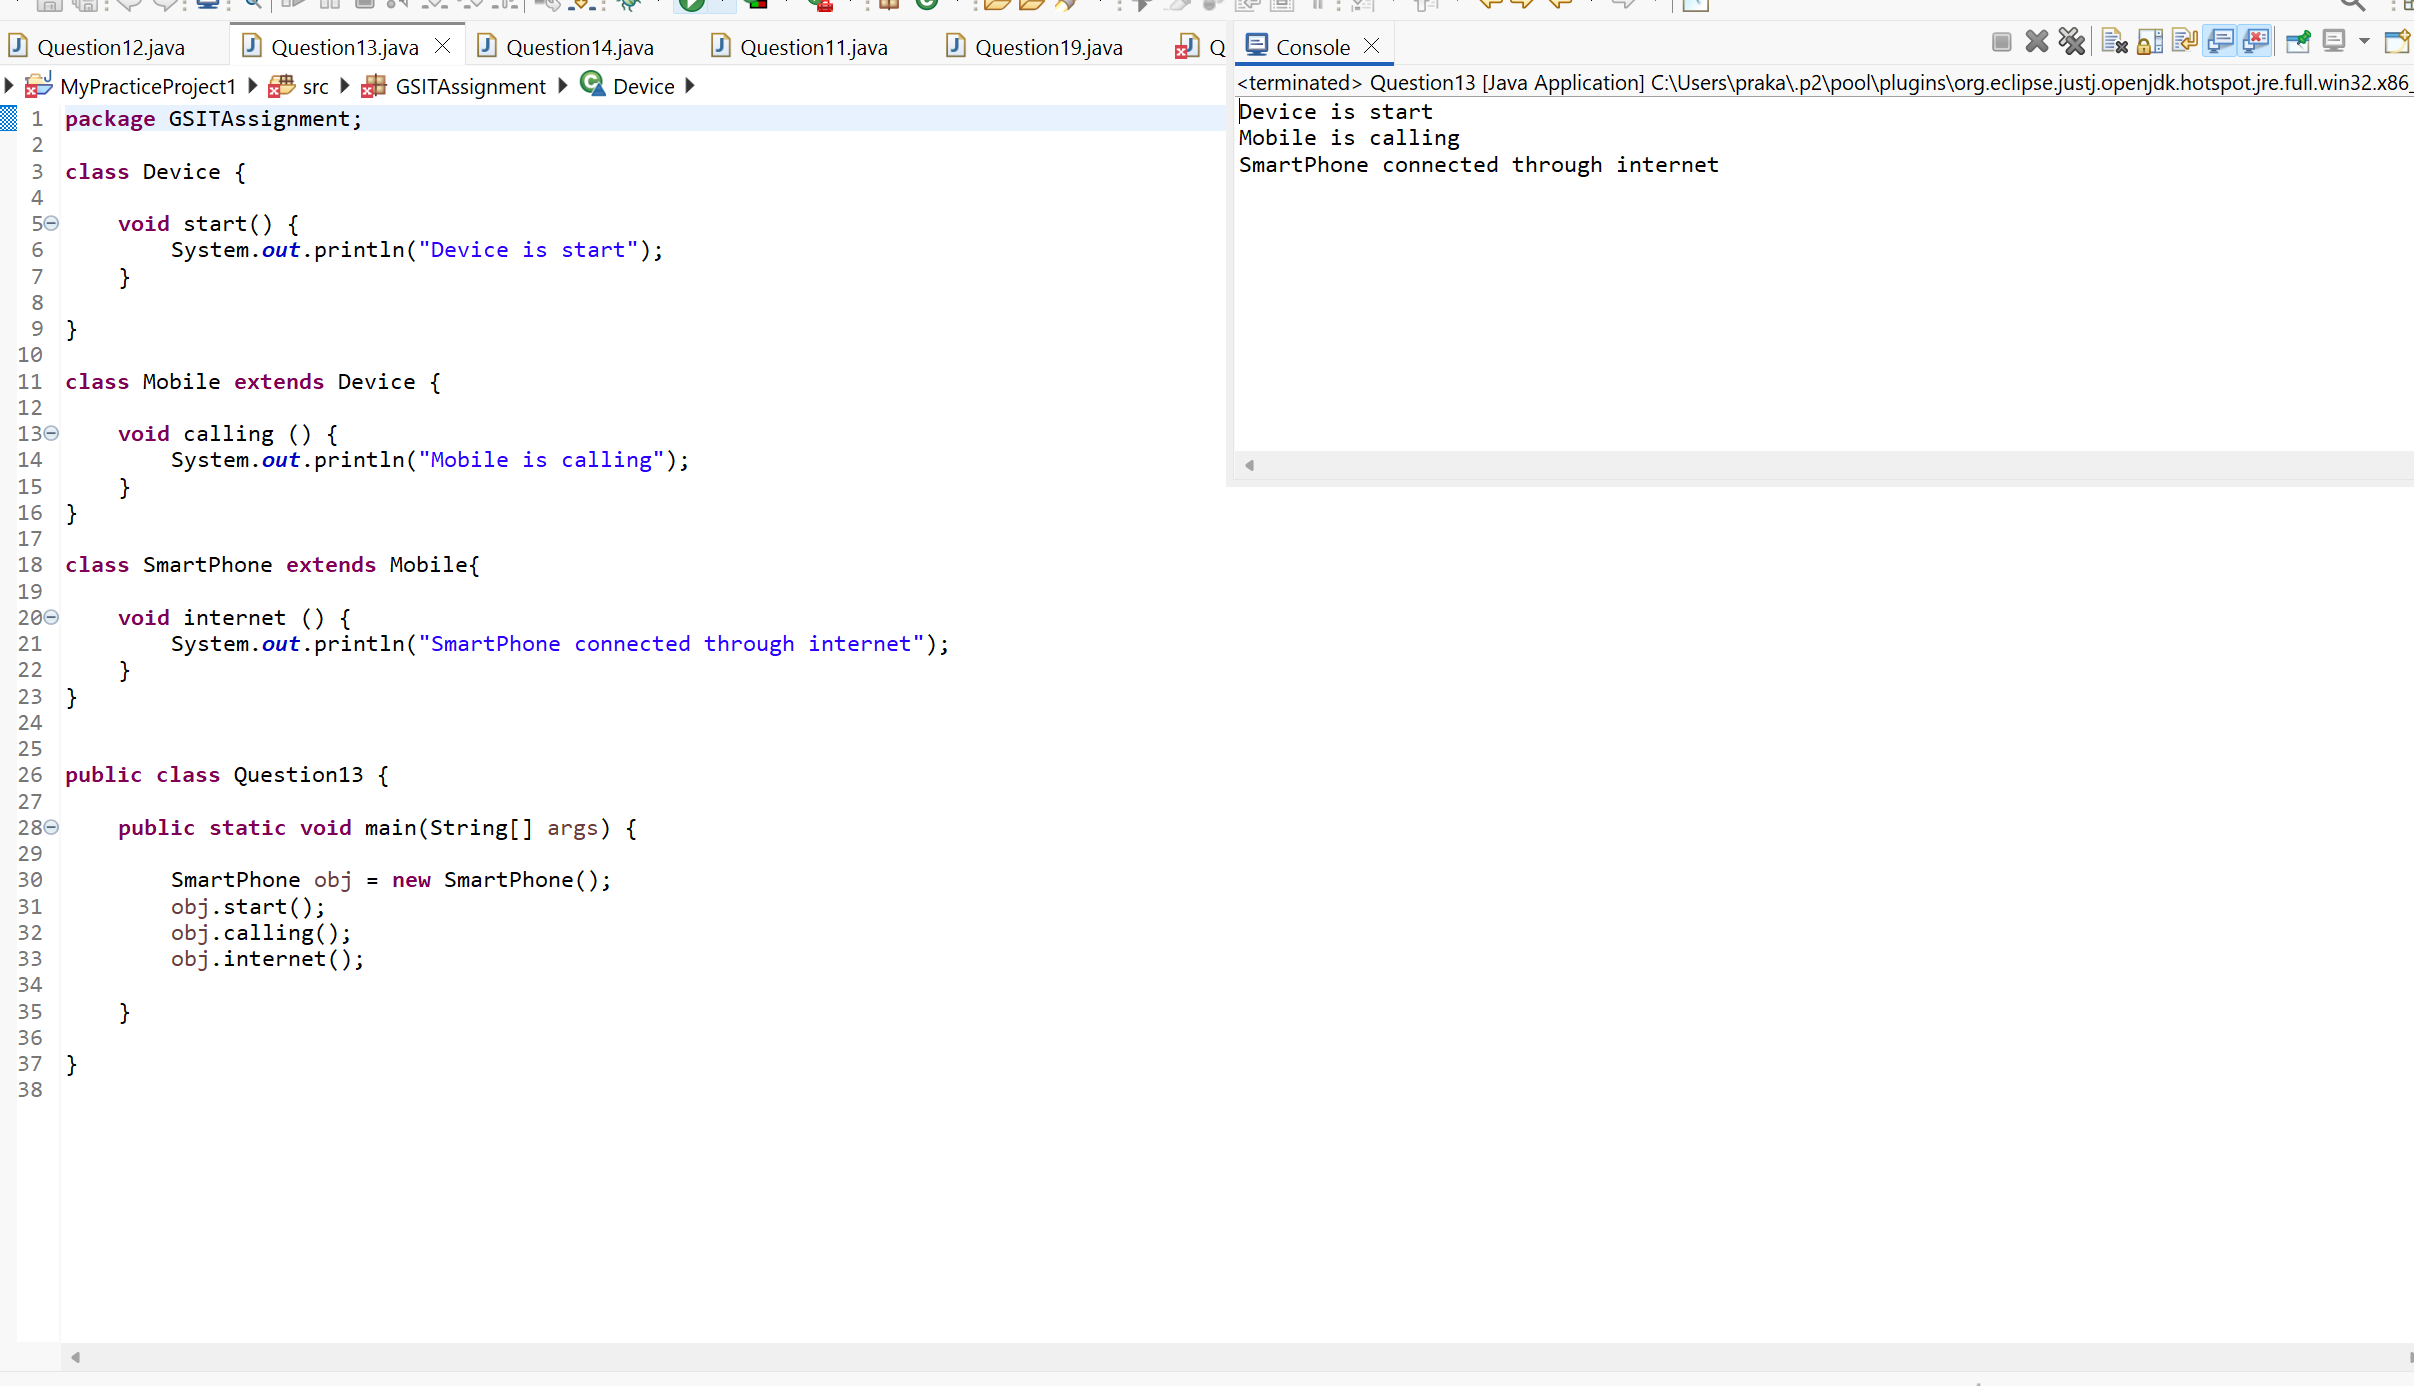 Question12.java
Question13.java
Question14.java
Question11.java
Question19.java
Q
MyPracticeProject1
src
GSITAssignment
Device
1 package GSITAssignment;
2
3 class Device {
4
5 void start() {
6 System.out.println("Device is start");
7 }
8
9 }
10
11 class Mobile extends Device {
12
13 void calling () {
14 System.out.println("Mobile is calling");
15 }
16 }
17
18 class SmartPhone extends Mobile{
19
20 void internet () {
21 System.out.println("SmartPhone connected through internet");
22 }
23 }
24
25
26 public class Question13 {
27
28 public static void main(String[] args) {
29
30 SmartPhone obj = new SmartPhone();
31 obj.start();
32 obj.calling();
33 obj.internet();
34
35 }
36
37 }
38
Console
<terminated> Question13 [Java Application] C:\Users\praka\.p2\pool\plugins\org.eclipse.justj.openjdk.hotspot.jre.full.win32.x86_
Device is start
Mobile is calling
SmartPhone connected through internet